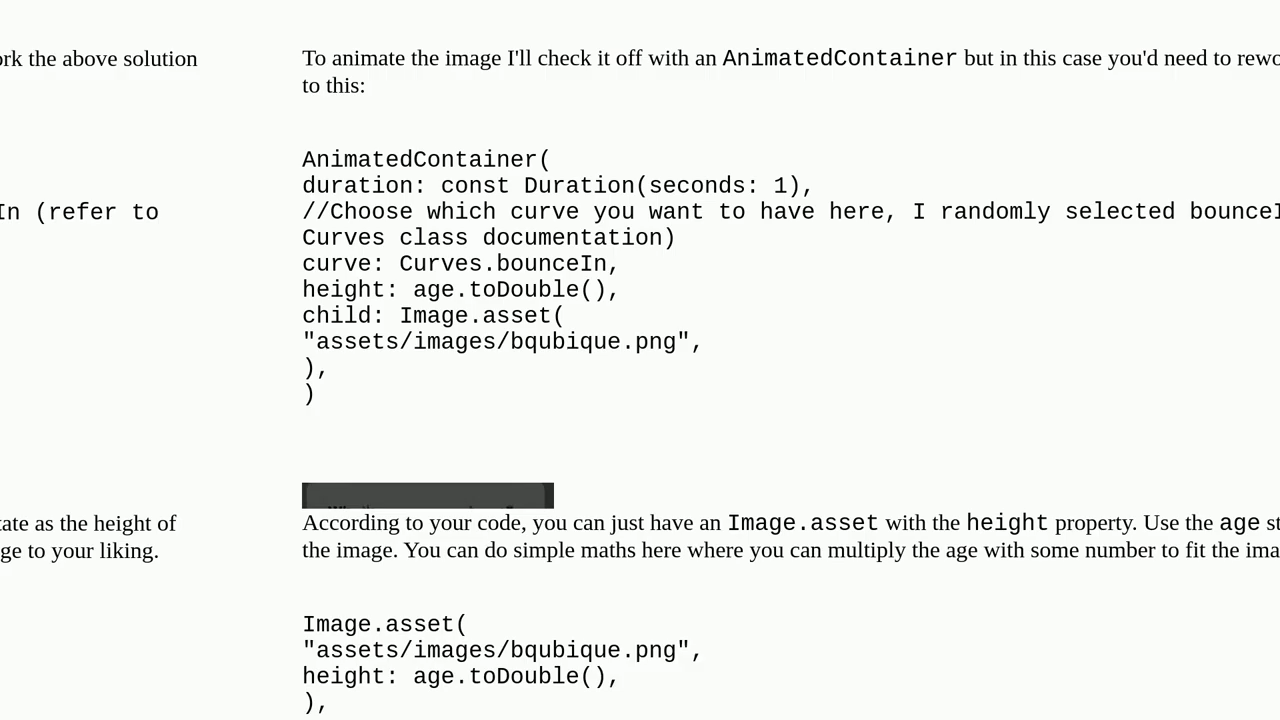 ork the above solution
In (refer to
tate as the height of
ge to your liking.
To animate the image I'll check it off with an AnimatedContainer but in this case you'd need to rewo
to this:
AnimatedContainer(
duration: const Duration(seconds: 1),
//Choose which curve you want to have here, I randomly selected bounceI
Curves class documentation)
curve: Curves.bounceIn,
height: age.toDouble(),
child: Image.asset(
"assets/images/bqubique.png",
),
)
According to your code, you can just have an Image.asset with the height property. Use the age st
the image. You can do simple maths here where you can multiply the age with some number to fit the ima
Image.asset(
"assets/images/bqubique.png",
height: age.toDouble(),
),